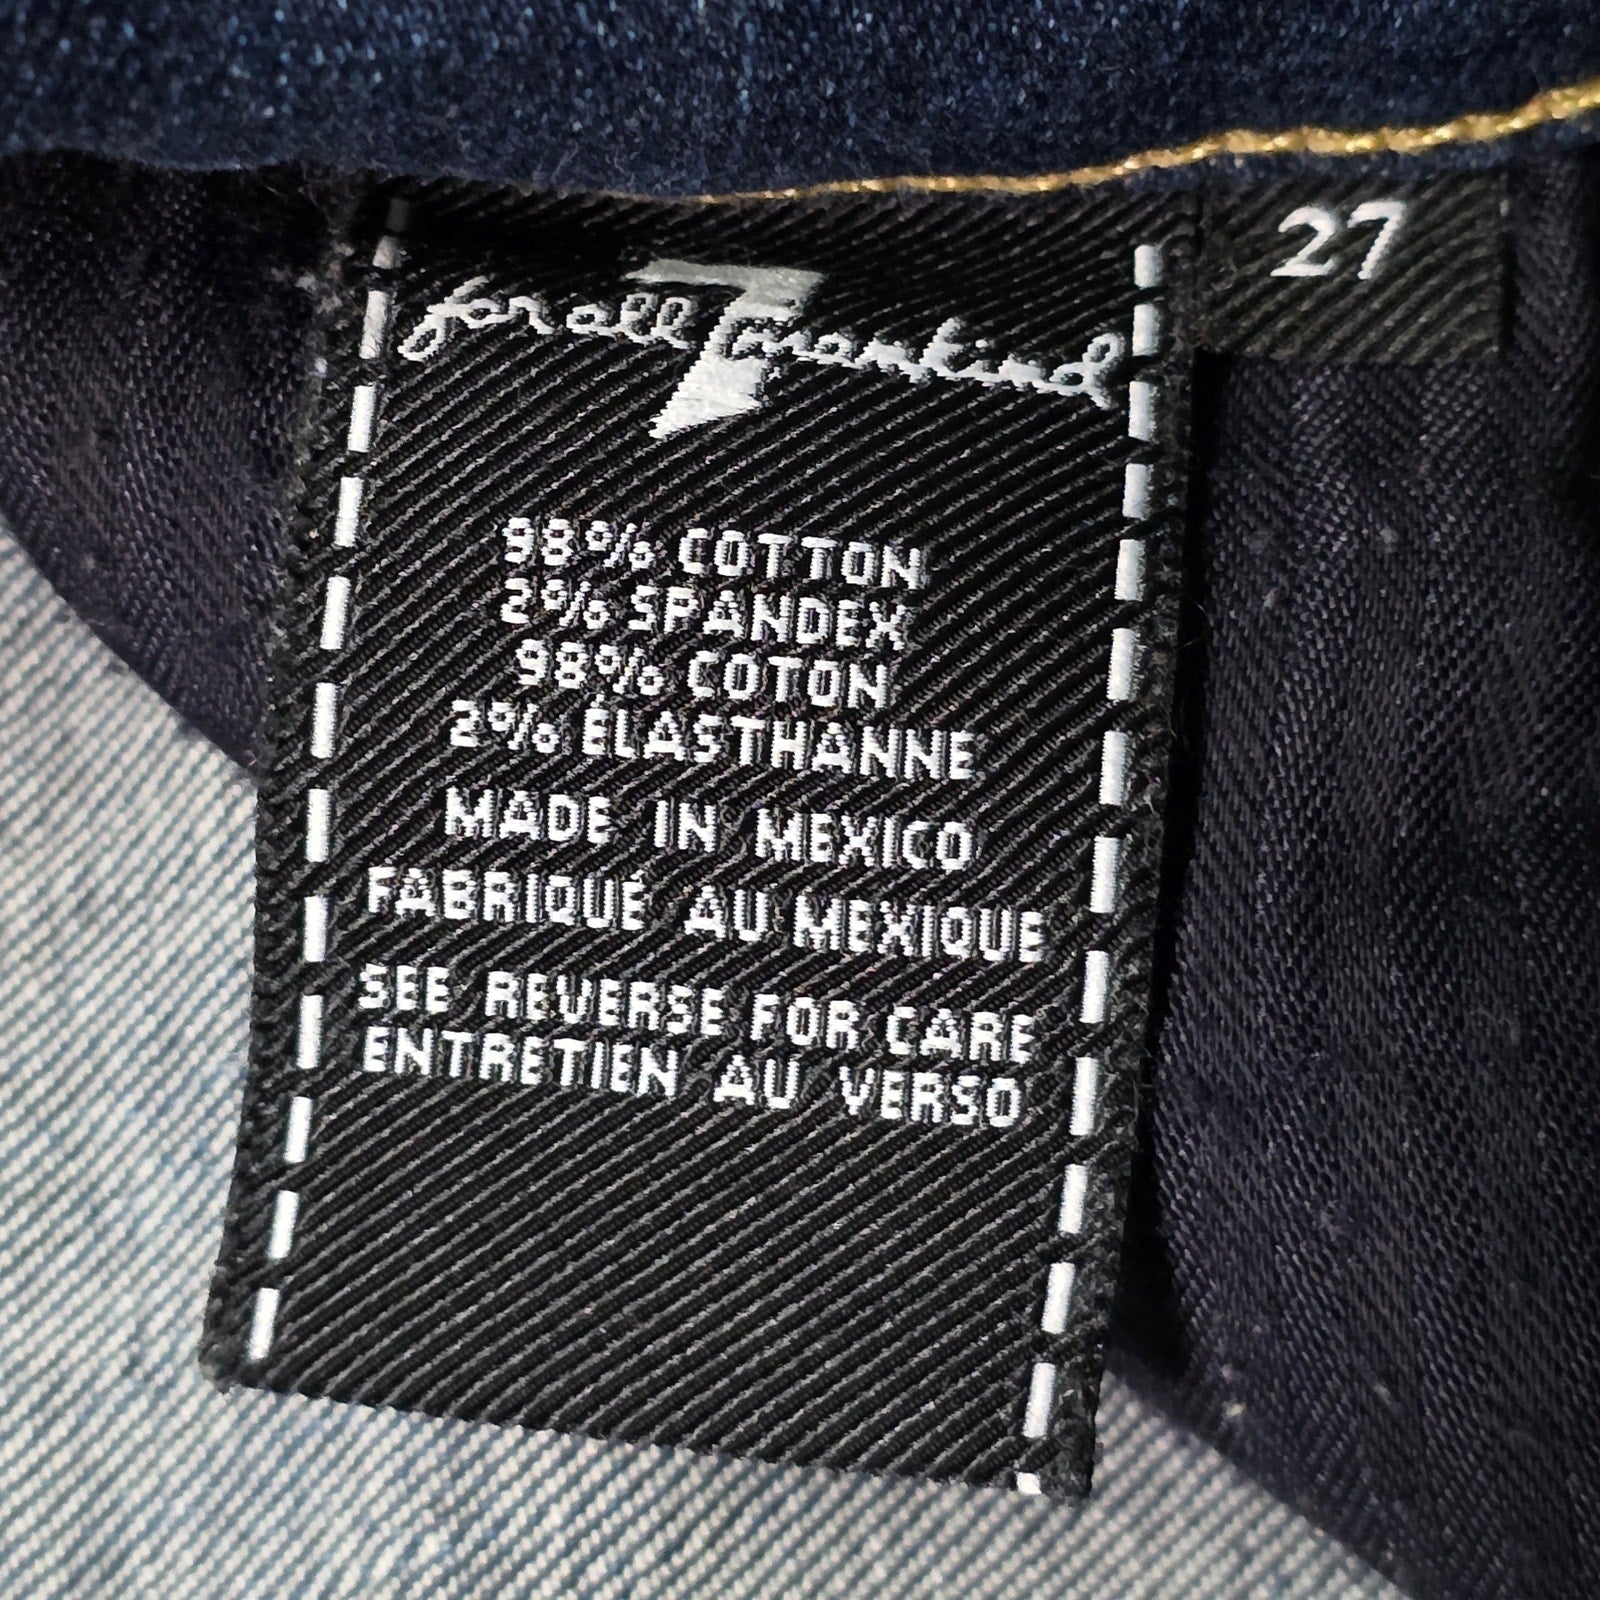 7 for all mankind
27
98% COTTON
2% SPANDEX
98% COTON
2% ÉLASTHANNE
MADE IN MEXICO
FABRIQUÉ AU MEXIQUE
SEE REVERSE FOR CARE
ENTRETIEN AU VERSO